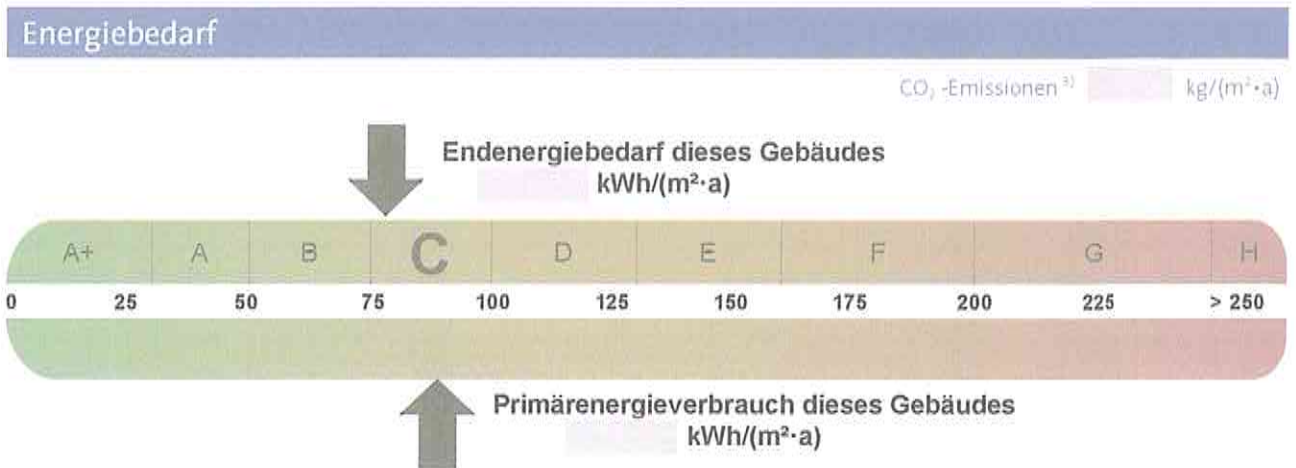 Energiebedarf
CO₂ -Emissionen ³⁾ kg/(m²·a)
Endenergiebedarf dieses Gebäudes
kWh/(m²·a)
A+ A B C D E F G H
0 25 50 75 100 125 150 175 200 225 > 250
Primärenergieverbrauch dieses Gebäudes
kWh/(m²·a)